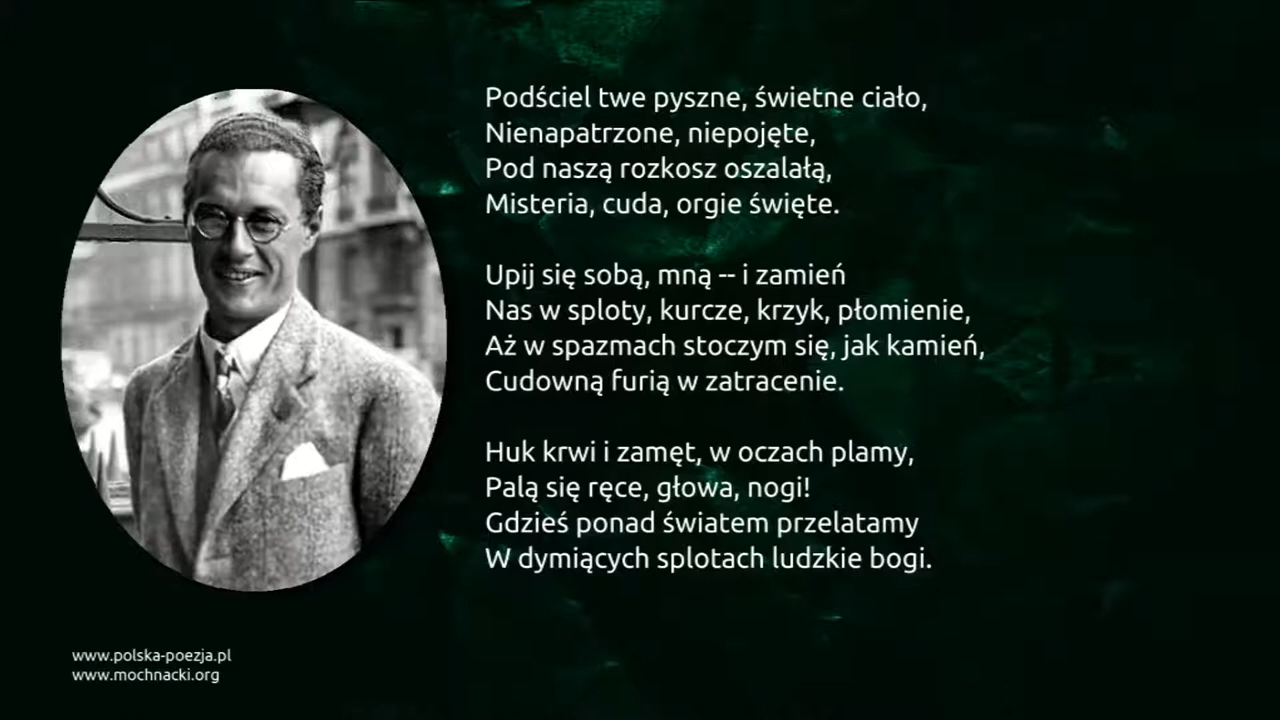 Podściel twe pyszne, świetne ciało,
Nienapatrzone, niepojęte,
Pod naszą rozkosz oszalałą,
Misteria, cuda, orgie święte.
Upij się sobą, mną -- i zamień
Nas w sploty, kurcze, krzyk, płomienie,
Aż w spazmach stoczym się, jak kamień,
Cudowną furią w zatracenie.
Huk krwi i zamęt, w oczach plamy,
Palą się ręce, głowa, nogi!
Gdzieś ponad światem przelatamy
W dymiących splotach ludzkie bogi.
www.polska-poezja.pl
www.mochnacki.org